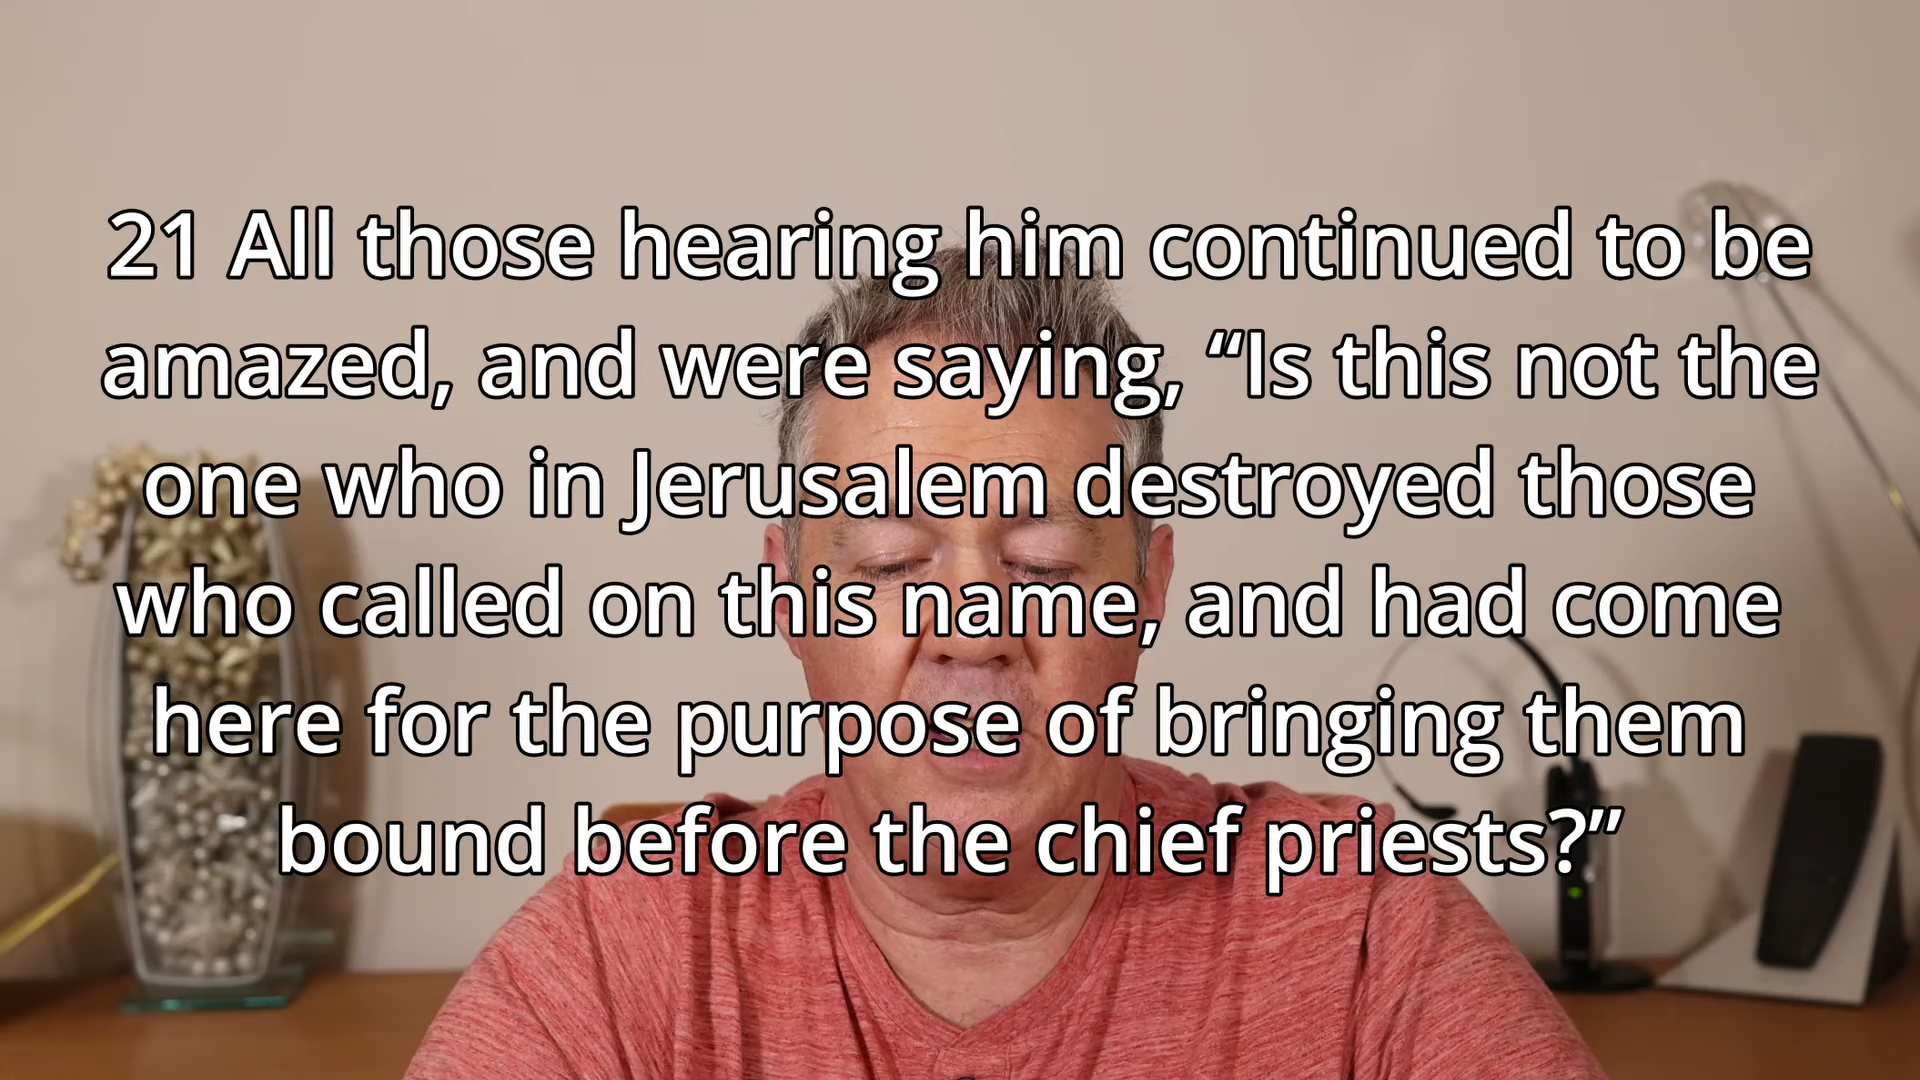 21 All those hearing him continued to be
amazed, and were saying, “Is this not the
one who in Jerusalem destroyed those
who called on this name, and had come
here for the purpose of bringing them
bound before the chief priests?”